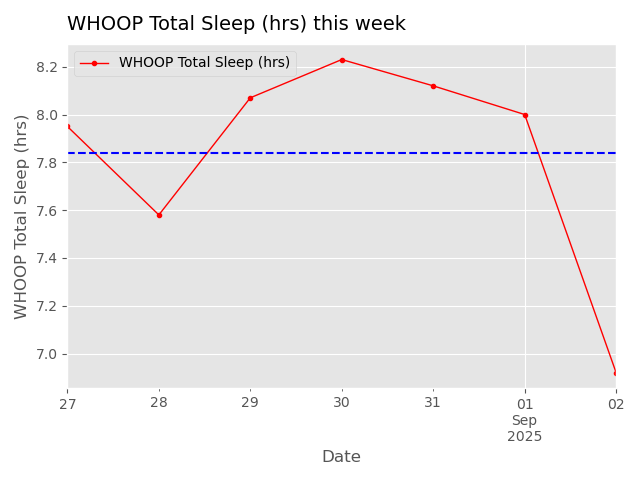 WHOOP Total Sleep (hrs) this week
WHOOP Total Sleep (hrs)
WHOOP Total Sleep (hrs)
8.2
8.0
7.8
7.6
7.4
7.2
7.0
27 28 29 30 31 01 02
Sep
2025
Date